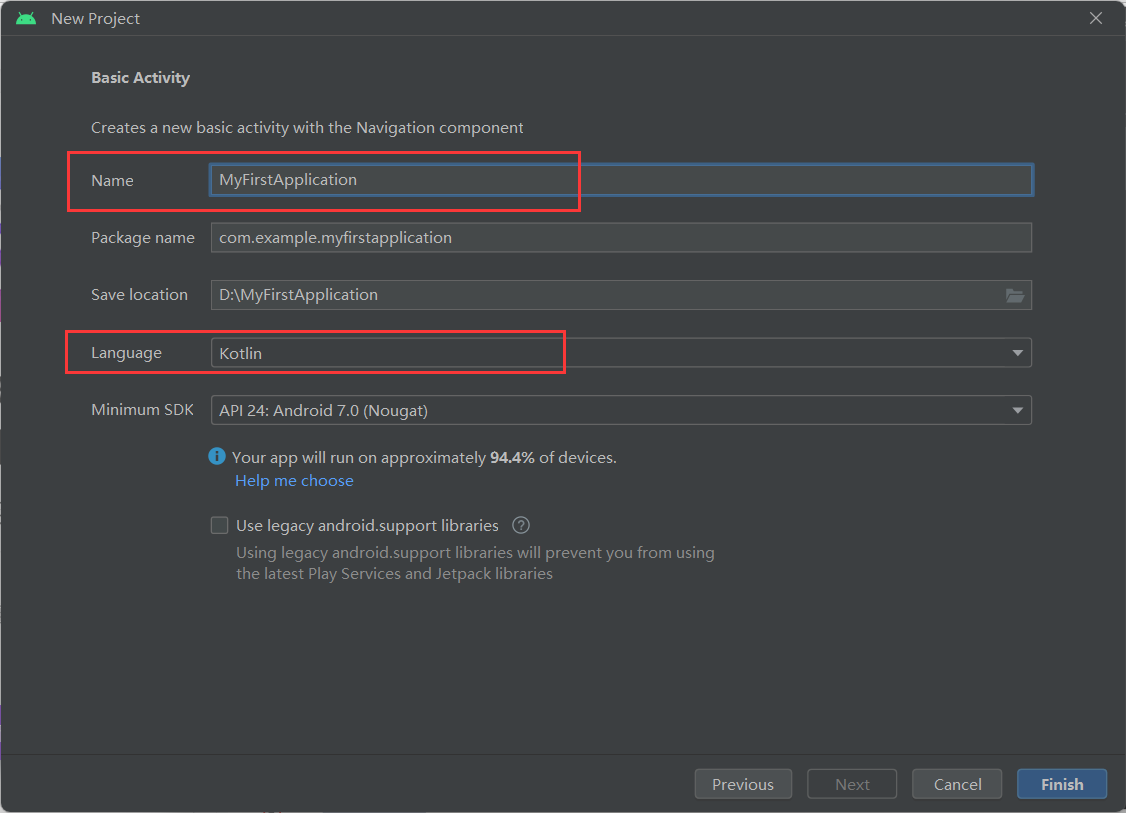 New Project
Basic Activity
Creates a new basic activity with the Navigation component
Name MyFirstApplication
Package name com.example.myfirstapplication
Save location D:\MyFirstApplication
Language Kotlin
Minimum SDK API 24: Android 7.0 (Nougat)
Your app will run on approximately 94.4% of devices.
Help me choose
Use legacy android.support libraries ?
Using legacy android.support libraries will prevent you from using
the latest Play Services and Jetpack libraries
Previous Next Cancel Finish